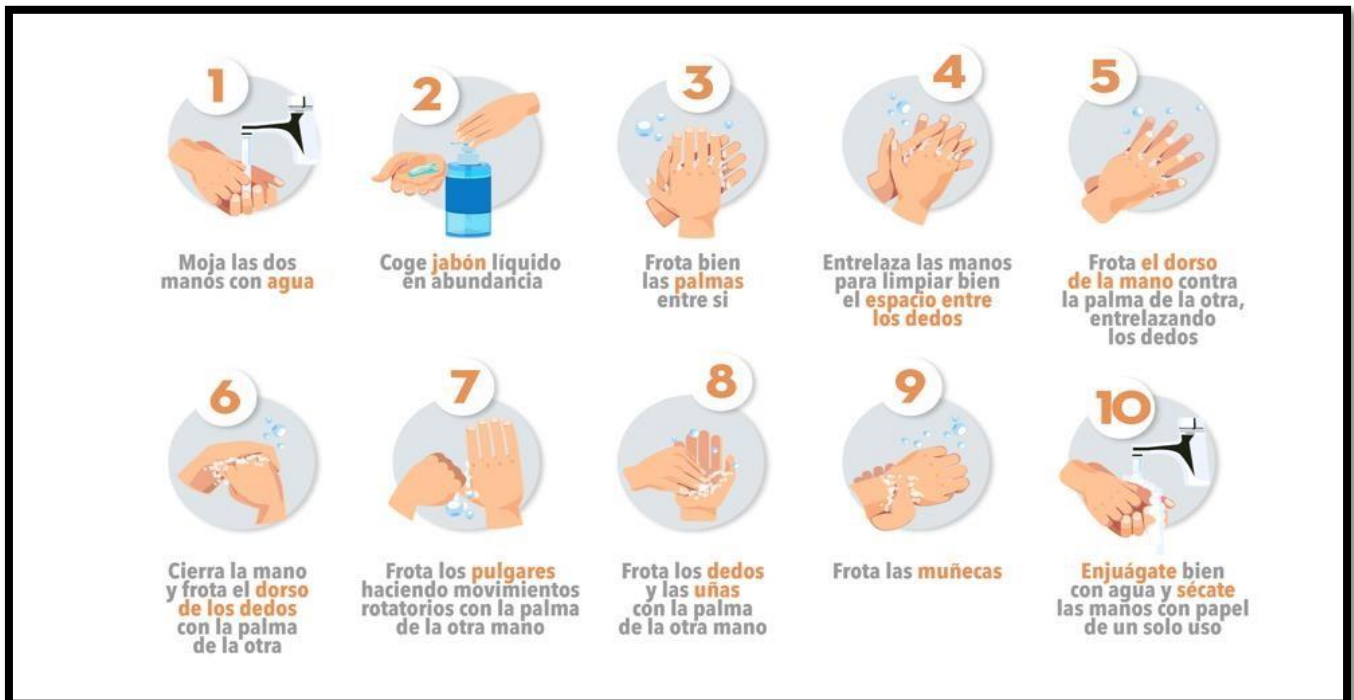 1
Moja las dos
manos con agua
2
Coge jabón líquido
en abundancia
3
Frota bien
las palmas
entre si
4
Entrelaza las manos
para limpiar bien
el espacio entre
los dedos
5
Frota el dorso
de la mano contra
la palma de la otra,
entrelazando
los dedos
6
Cierra la mano
y frota el dorso
de los dedos
con la palma
de la otra
7
Frota los pulgares
haciendo movimientos
rotatorios con la palma
de la otra mano
8
Frota los dedos
y las uñas
con la palma
de la otra mano
9
Frota las muñecas
10
Enjuágate bien
con agua y sécate
las manos con papel
de un solo uso